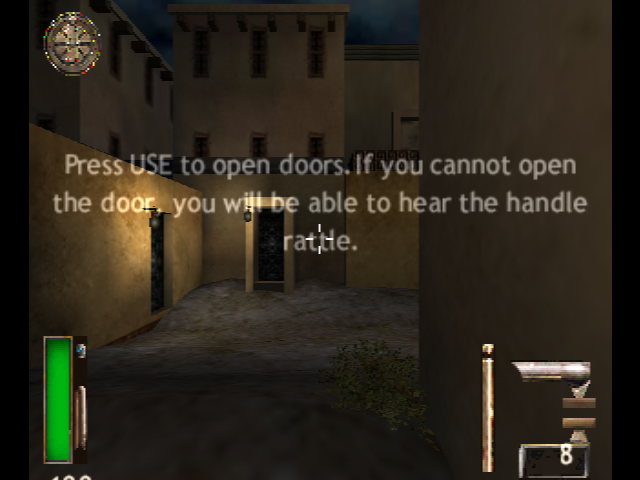 Press USE to open doors. If you cannot open
the door, you will be able to hear the handle
rattle.
8